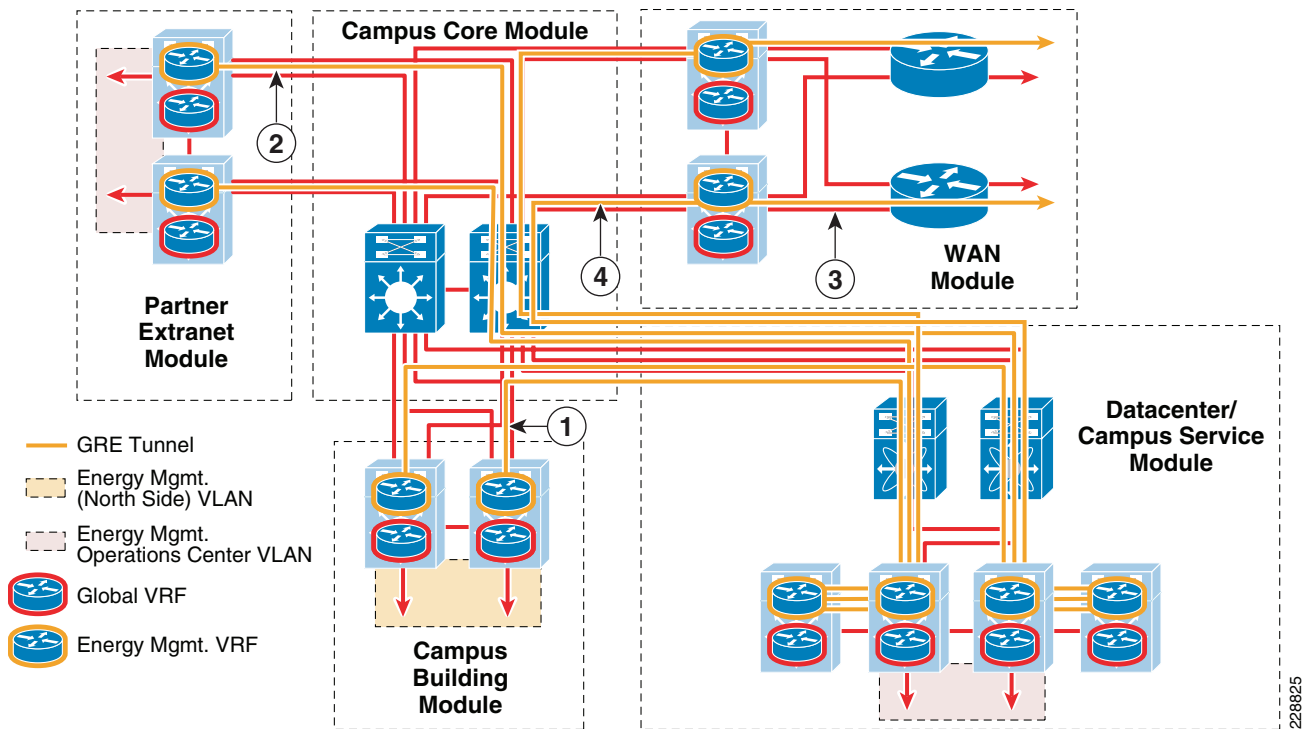 Campus Core Module
2
4
3
WAN
Module
Partner
Extranet
Module
1
Datacenter/
Campus Service
Module
GRE Tunnel
Energy Mgmt.
(North Side) VLAN
Energy Mgmt.
Operations Center VLAN
Global VRF
Energy Mgmt. VRF
Campus
Building
Module
228825